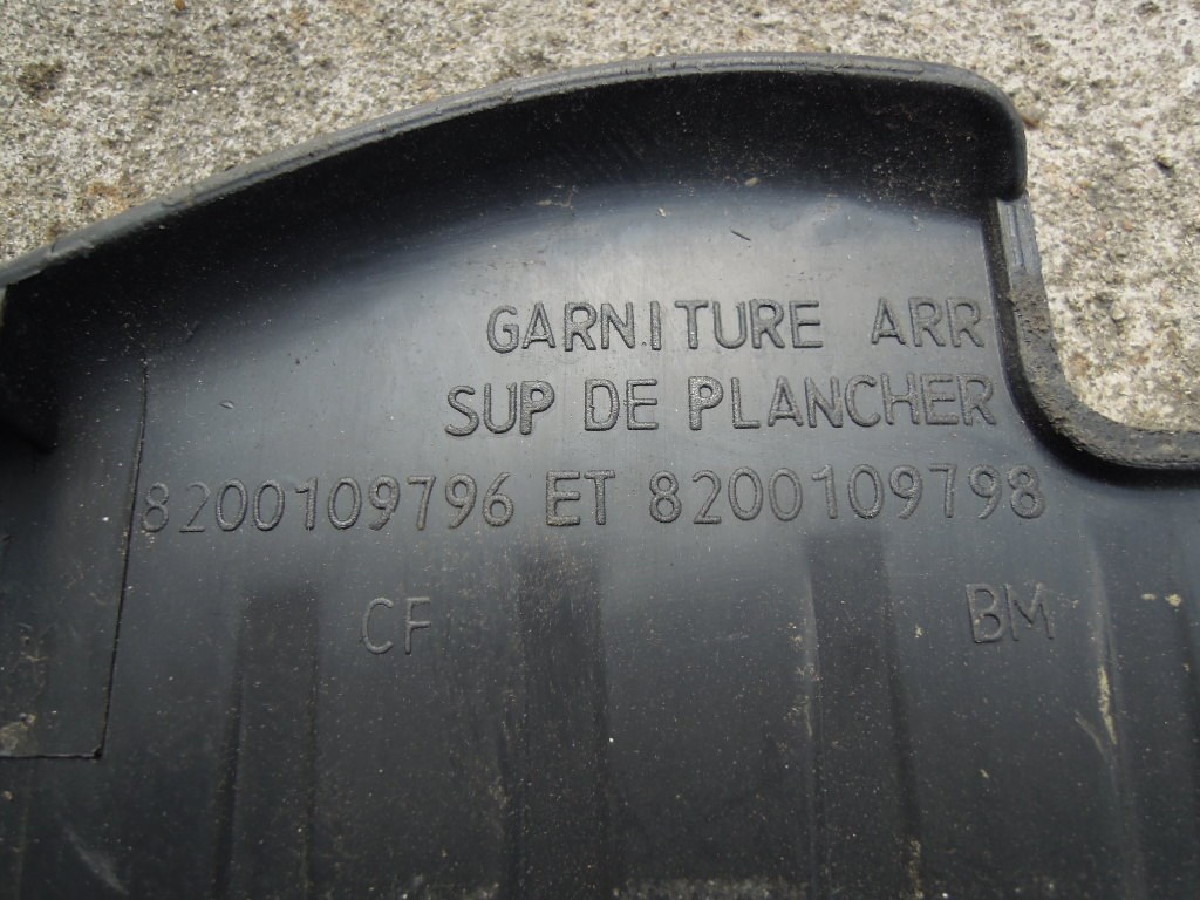 GARNITURE ARR
SUP DE PLANCHER
8200109796 ET 8200109798
CF BM